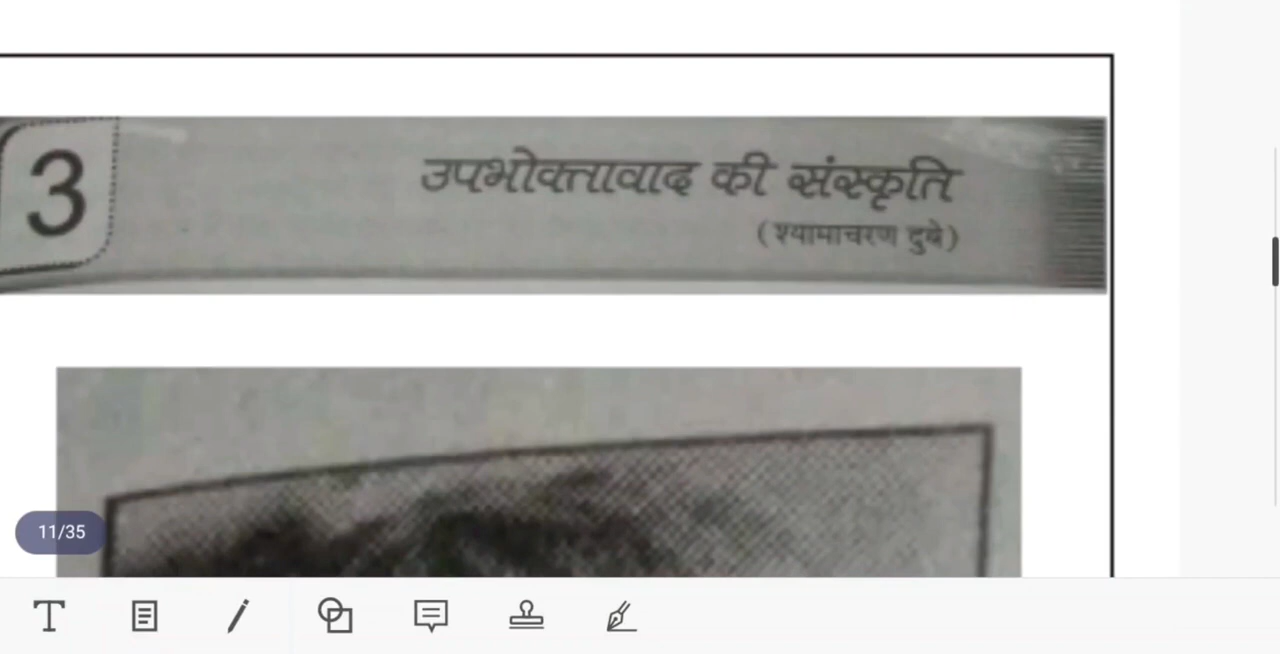 3
उपभोक्तावाद की संस्कृति
(श्यामाचरण दुबे)
11/35
T